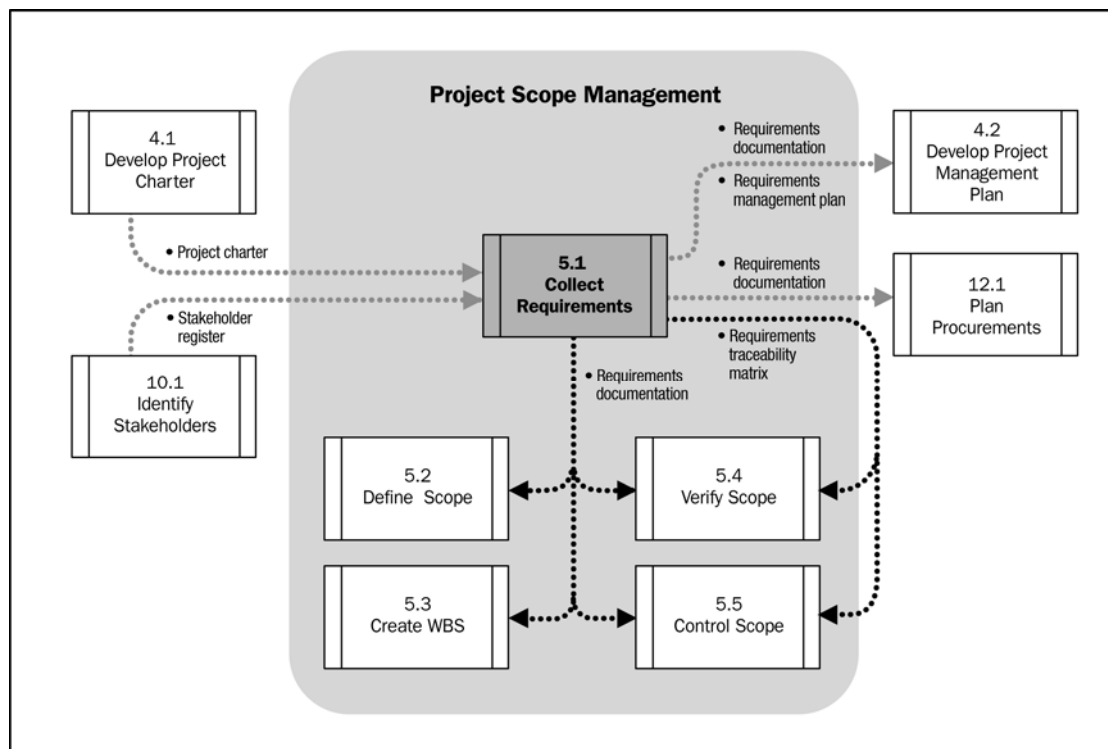 Project Scope Management
4.1
Develop Project
Charter
• Requirements
documentation
• Requirements
management plan
4.2
Develop Project
Management
Plan
• Project charter
5.1
Collect
Requirements
• Requirements
documentation
12.1
Plan
Procurements
• Stakeholder
register
• Requirements
traceability
matrix
10.1
Identify
Stakeholders
• Requirements
documentation
5.2
Define Scope
5.4
Verify Scope
5.3
Create WBS
5.5
Control Scope